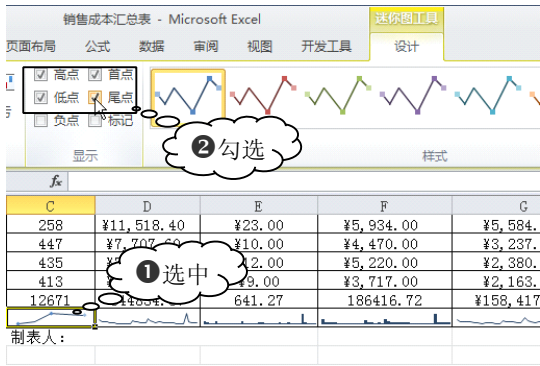 销售成本汇总表 - Microsoft Excel
迷你图工具
页面布局 公式 数据 审阅 视图 开发工具 设计
高点 首点
低点 尾点
负点 标记
❷勾选
显示 样式
fx
C D E F G
258 ¥11,518.40 ¥23.00 ¥5,934.00 ¥5,584.
447 ¥10.00 ¥4,470.00 ¥3,237.
435 ¥5,220.00 ¥2,380.
❶选中
413 ¥3,717.00 ¥2,163.
12671 641.27 186416.72 ¥158,417
制表人: